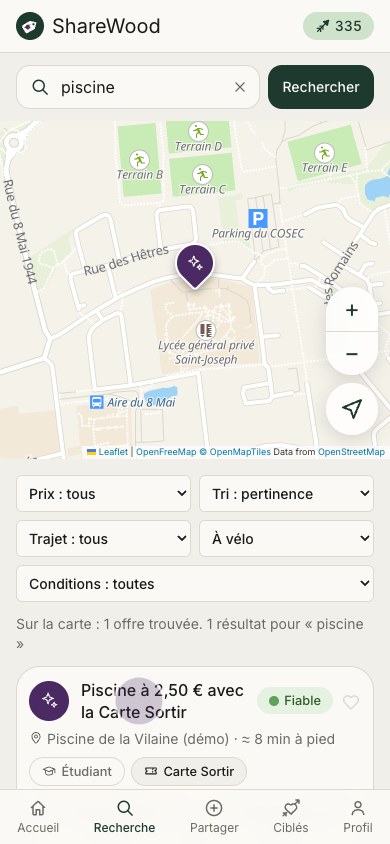 ShareWood
335
piscine
Rechercher
Terrain D
Terrain B
Terrain C
Terrain E
Parking du COSEC
Rue du 8 Mai 1944
Rue des Hêtres
Romains
Lycée général privé
Saint-Joseph
Aire du 8 Mai
Leaflet | OpenFreeMap © OpenMapTiles Data from OpenStreetMap
Prix : tous
Tri : pertinence
Trajet : tous
À vélo
Conditions : toutes
Sur la carte : 1 offre trouvée. 1 résultat pour « piscine
»
Piscine à 2,50 € avec
la Carte Sortir
Fiable
Piscine de la Vilaine (démo) · ≈ 8 min à pied
Étudiant
Carte Sortir
Accueil
Recherche
Partager
Ciblés
Profil